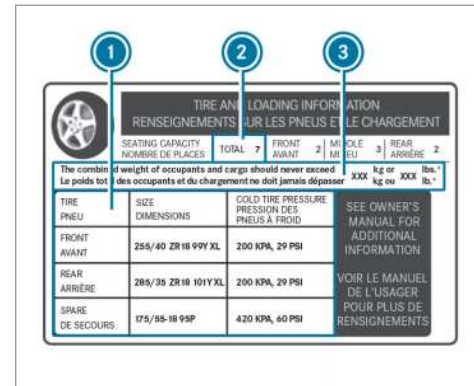 1
2
3
TIRE AND LOADING INFORMATION
RENSEIGNEMENTS SUR LES PNEUS ET LE CHARGEMENT
SEATING CAPACITY TOTAL 7 FRONT 2 MIDDLE 3 REAR 2
NOMBRE DE PLACES AVANT MILIEU ARRIÈRE
The combined weight of occupants and cargo should never exceed XXX kg or XXX lbs.*
Le poids total des occupants et du chargement ne doit jamais dépasser kg ou lb.*
TIRE SIZE COLD TIRE PRESSURE
PNEU DIMENSIONS PRESSION DES
PNEUS À FROID
FRONT
AVANT
255/40 ZR 18 99Y XL 200 KPA, 29 PSI
REAR
ARRIÈRE
285/35 ZR 18 101Y XL 200 KPA, 29 PSI
SPARE
DE SECOURS
175/55-18 95P 420 KPA, 60 PSI
SEE OWNER'S
MANUAL FOR
ADDITIONAL
INFORMATION
VOIR LE MANUEL
DE L'USAGER
POUR PLUS DE
RENSIGNEMENTS